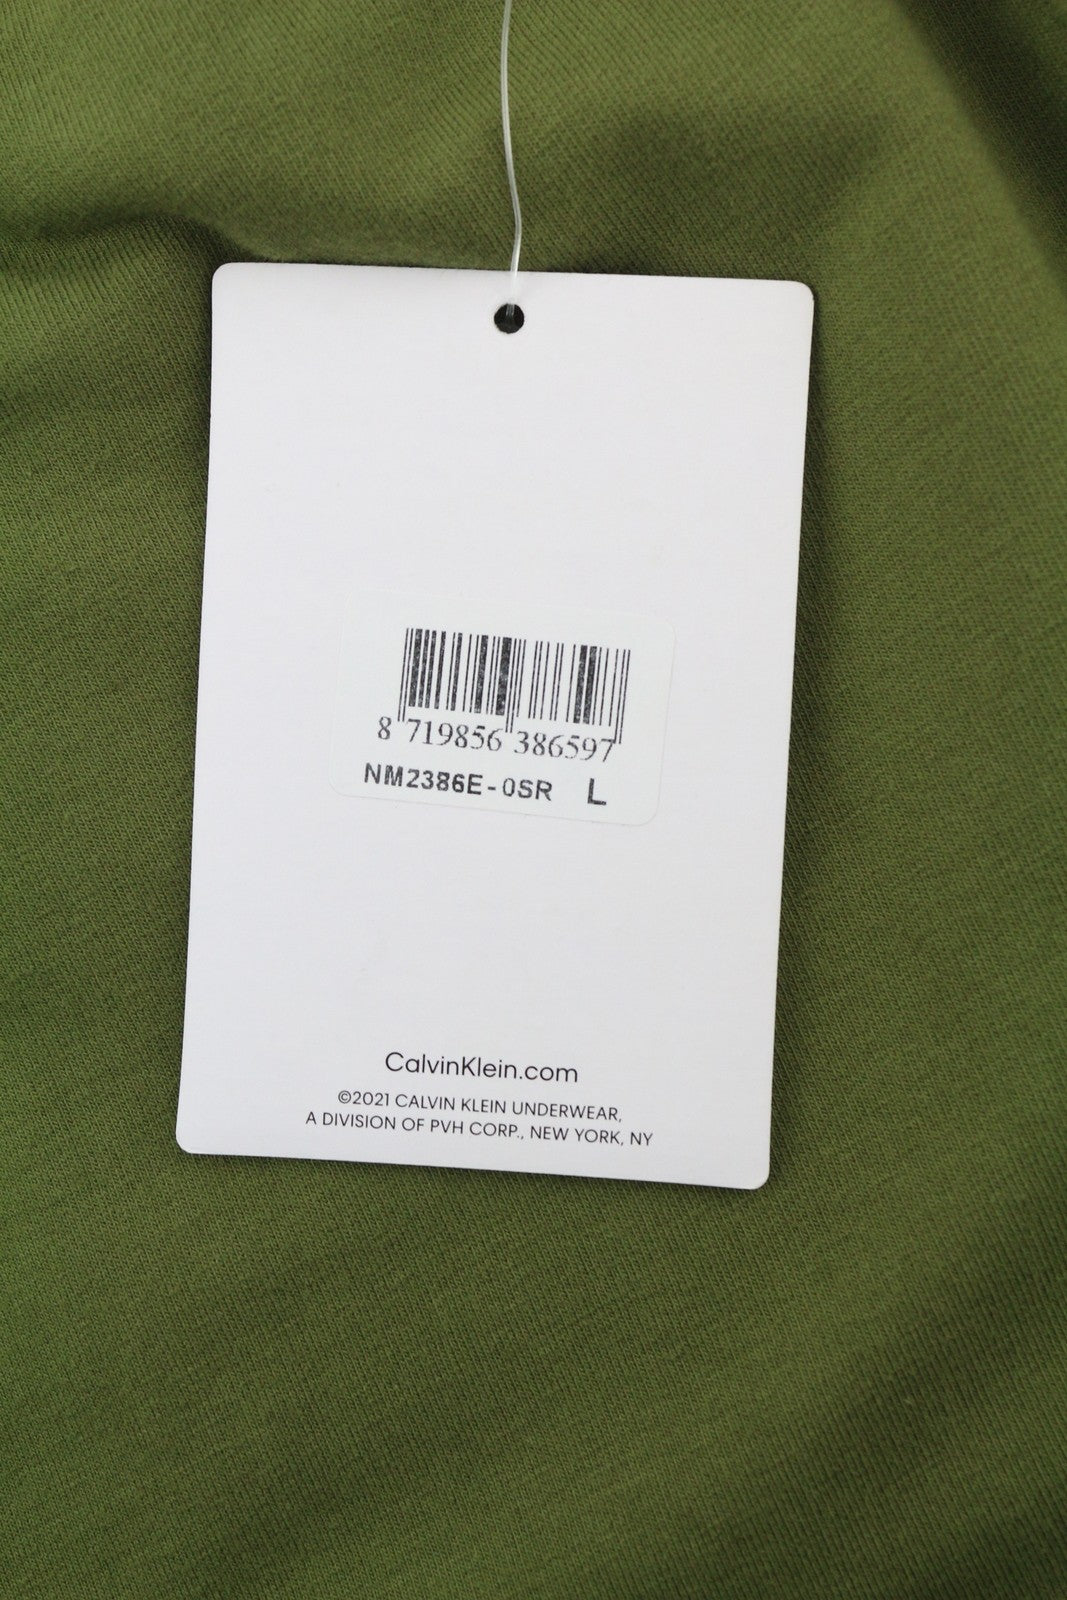 8 719856 386597
NM2386E-0SR L
CalvinKlein.com
©2021 CALVIN KLEIN UNDERWEAR,
A DIVISION OF PVH CORP., NEW YORK, NY